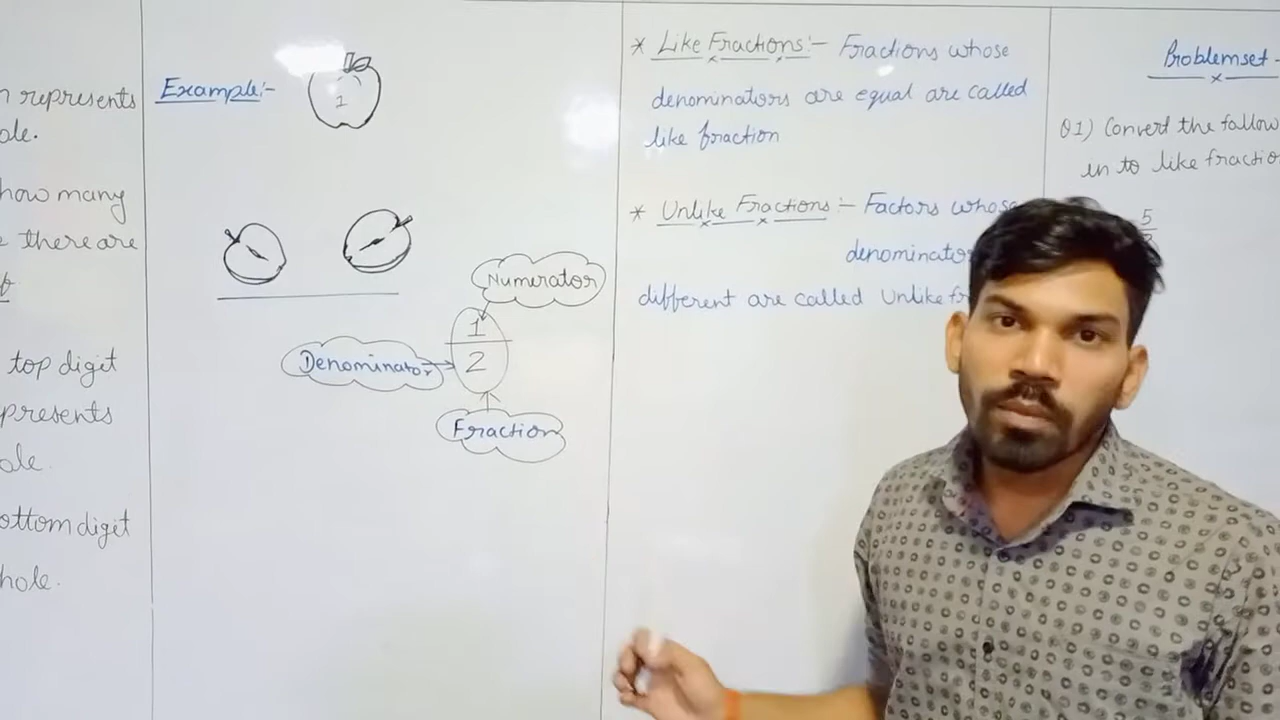 represents
how many
there are
top digit
presents
ottom digit
hole.
Example:-
1
Numerator
1
Denominator
2
Fraction
* Like Fractions:- Fractions whose
denominators are equal are called
like fraction
* Unlike Fractions:- Factors whose
denominator
different are called Unlike fr
Problemset-
Q1) Convert the follow
in to like fractio
5